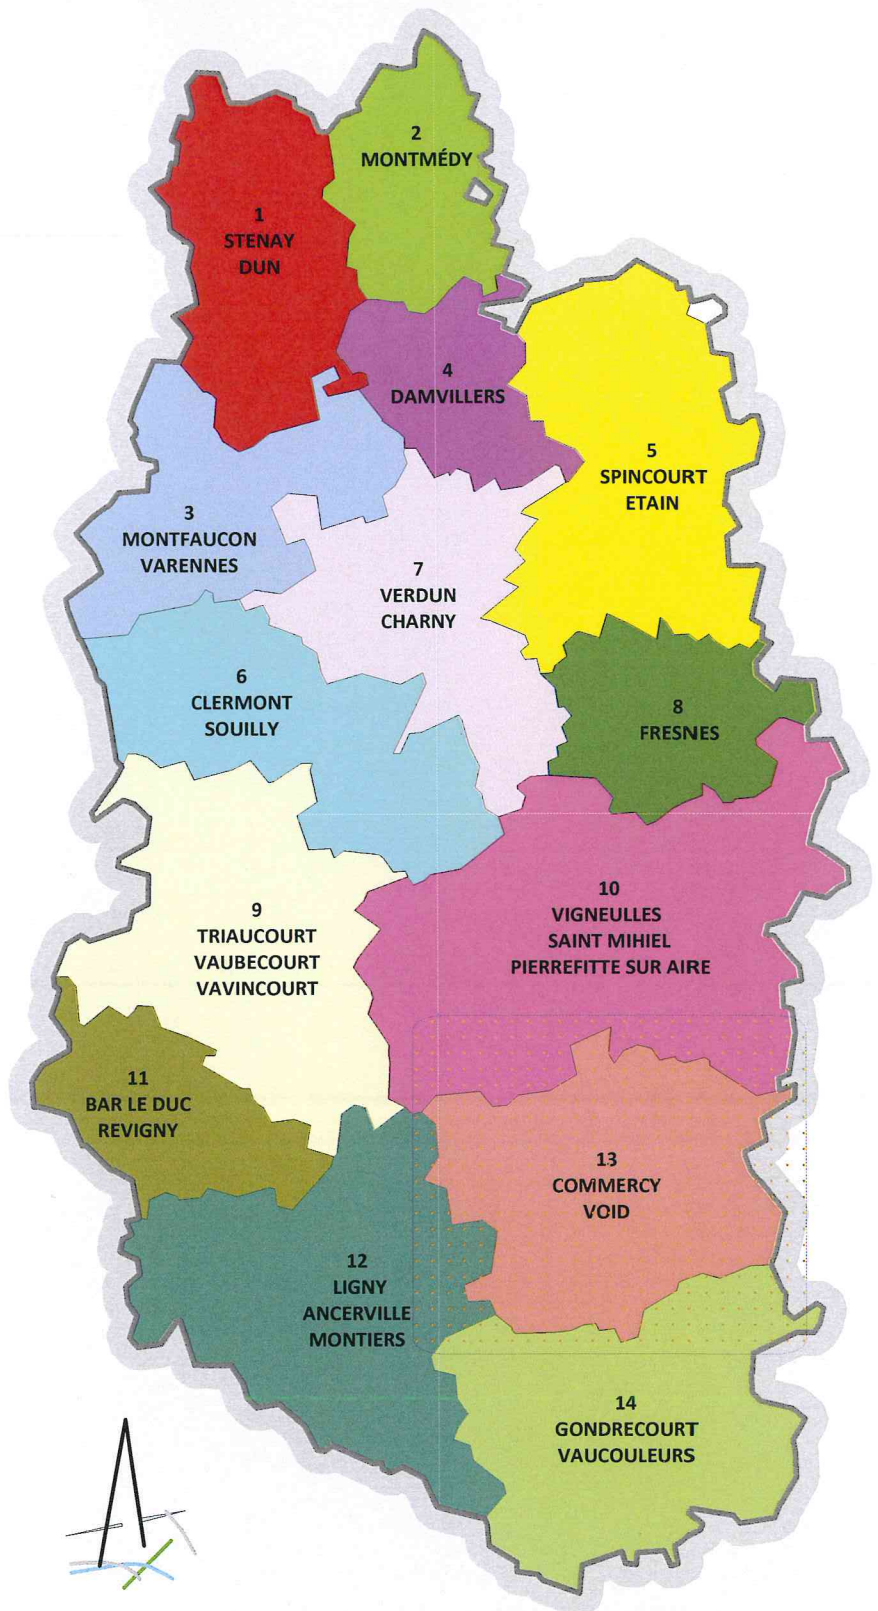 1
STENAY
DUN
2
MONTMÉDY
3
MONTFAUCON
VARENNES
4
DAMVILLERS
5
SPINCOURT
ETAIN
6
CLERMONT
SOUILLY
7
VERDUN
CHARNY
8
FRESNES
9
TRIAUCOURT
VAUBECOURT
VAVINCOURT
10
VIGNEULLES
SAINT MIHIEL
PIERREFITTE SUR AIRE
11
BAR LE DUC
REVIGNY
12
LIGNY
ANCERVILLE
MONTIERS
13
COMMERCY
VOID
14
GONDRECOURT
VAUCOULEURS